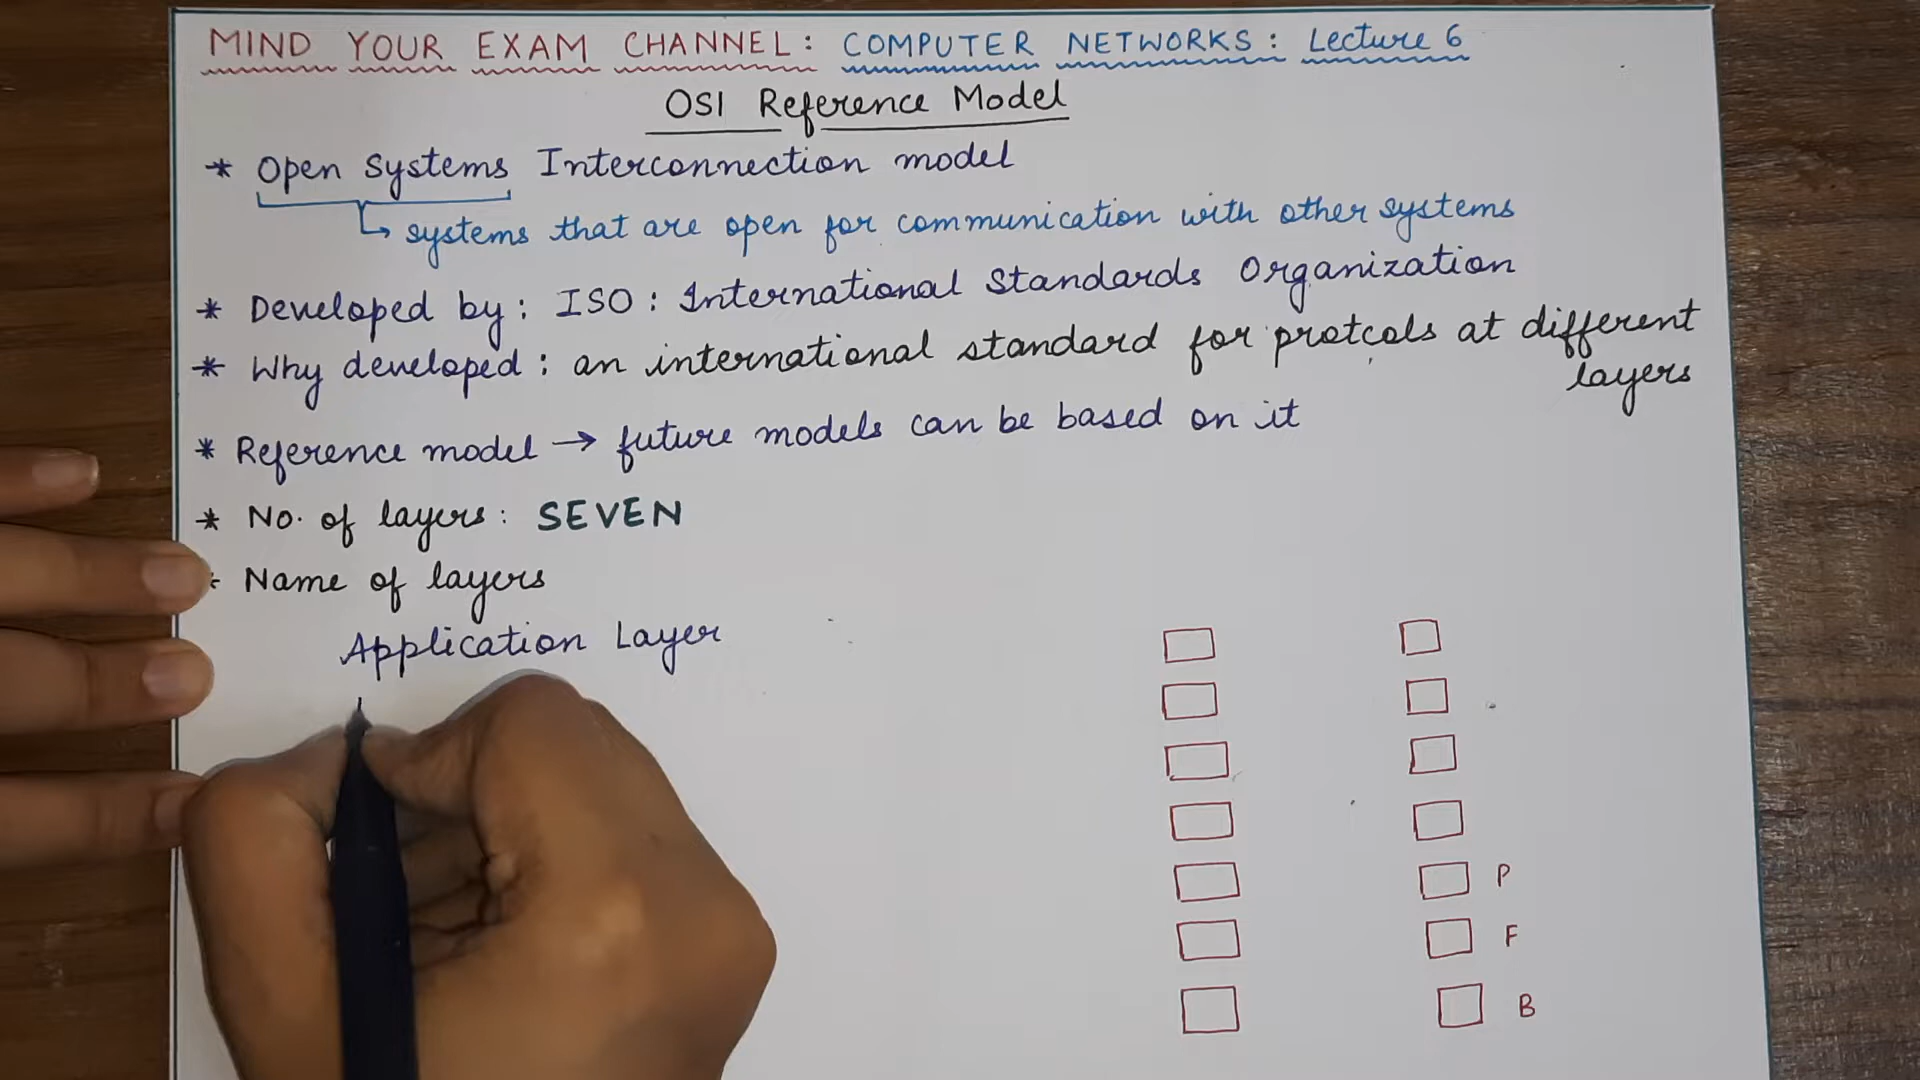 MIND YOUR EXAM CHANNEL: COMPUTER NETWORKS: Lecture 6
OSI Reference Model
* Open Systems Interconnection model
↳ systems that are open for communication with other systems
* Developed by: ISO: International Standards Organization
* Why developed: an international standard for protcols at different
layers
* Reference model → future models can be based on it
* No. of layers: SEVEN
* Name of layers
Application Layer
P
F
B